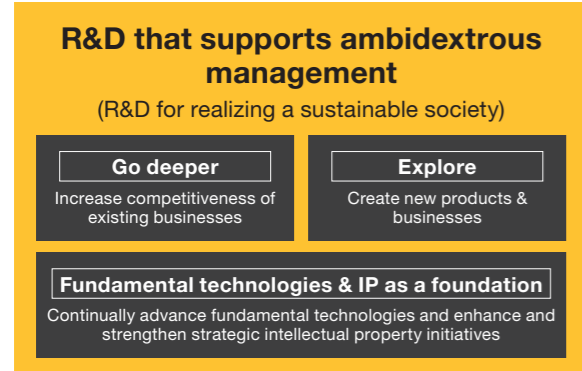 R&D that supports ambidextrous
management
(R&D for realizing a sustainable society)
Go deeper
Increase competitiveness of
existing businesses
Explore
Create new products &
businesses
Fundamental technologies & IP as a foundation
Continually advance fundamental technologies and enhance and
strengthen strategic intellectual property initiatives